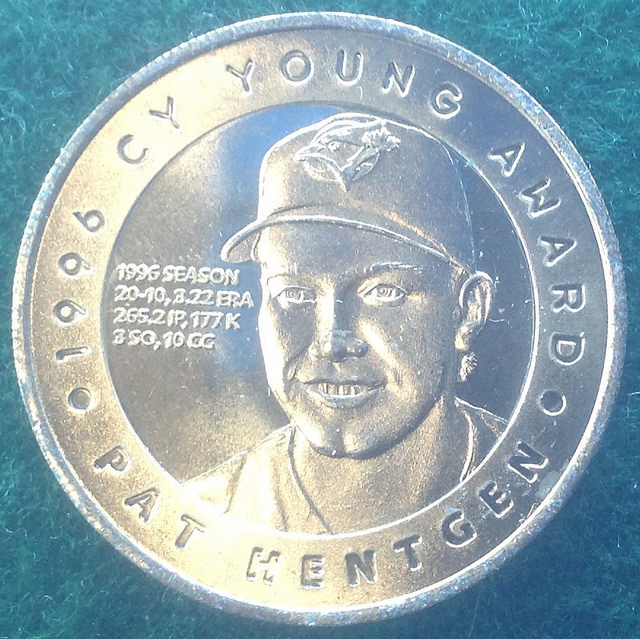 1996 CY YOUNG AWARD
1996 SEASON
20-10, 3.22 ERA
265.2 IP, 177 K
3 SO, 10 CG
PAT HENTGEN